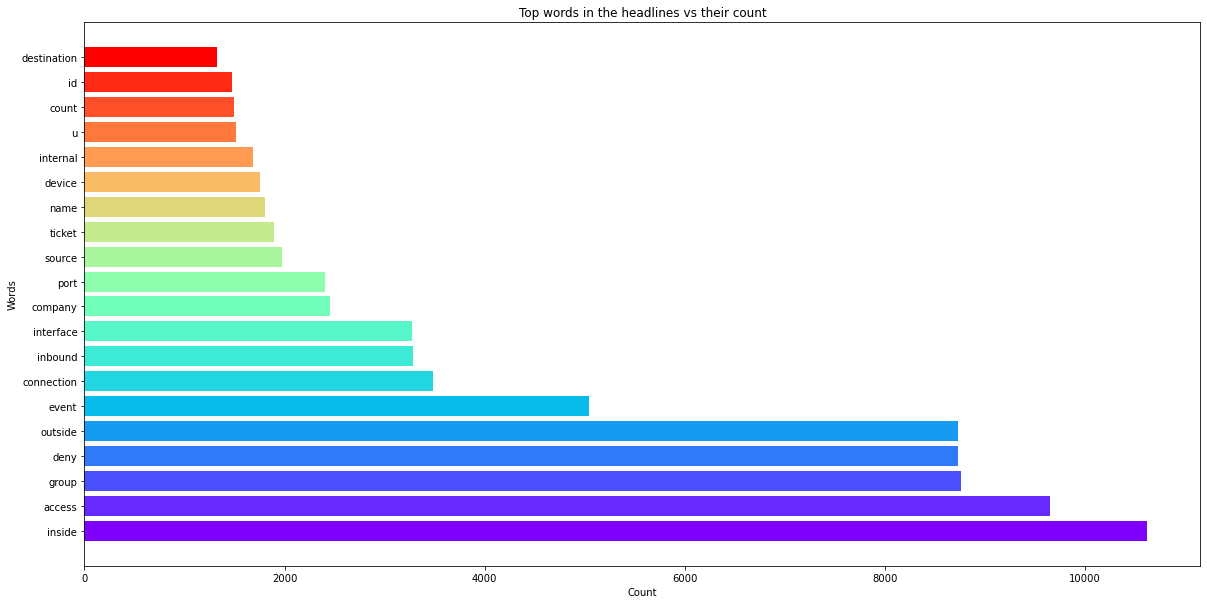 Top words in the headlines vs their count
Words
destination
id
count
u
internal
device
name
ticket
source
port
company
interface
inbound
connection
event
outside
deny
group
access
inside
0 2000 4000 6000 8000 10000
Count